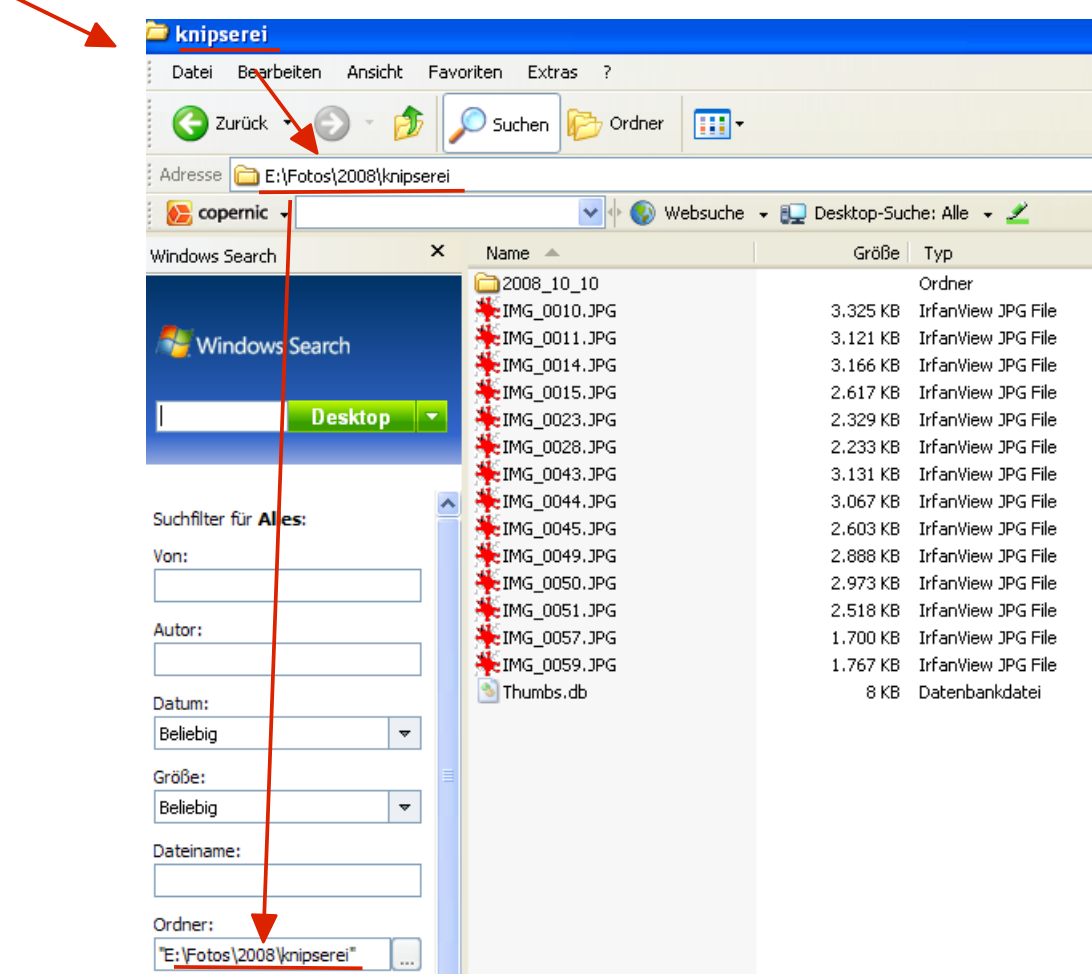 knipserei
Datei Bearbeiten Ansicht Favoriten Extras ?
Zurück Suchen Ordner
Adresse E:\Fotos\2008\knipserei
copernic Websuche Desktop-Suche: Alle
Windows Search
Name Größe Typ
2008_10_10 Ordner
IMG_0010.JPG 3.325 KB IrfanView JPG File
IMG_0011.JPG 3.121 KB IrfanView JPG File
IMG_0014.JPG 3.166 KB IrfanView JPG File
IMG_0015.JPG 2.617 KB IrfanView JPG File
IMG_0023.JPG 2.329 KB IrfanView JPG File
IMG_0028.JPG 2.233 KB IrfanView JPG File
IMG_0043.JPG 3.131 KB IrfanView JPG File
IMG_0044.JPG 3.067 KB IrfanView JPG File
IMG_0045.JPG 2.603 KB IrfanView JPG File
IMG_0049.JPG 2.888 KB IrfanView JPG File
IMG_0050.JPG 2.973 KB IrfanView JPG File
IMG_0051.JPG 2.518 KB IrfanView JPG File
IMG_0057.JPG 1.700 KB IrfanView JPG File
IMG_0059.JPG 1.767 KB IrfanView JPG File
Thumbs.db 8 KB Datenbankdatei
Windows Search
Desktop
Suchfilter für Alles:
Von:
Autor:
Datum:
Beliebig
Größe:
Beliebig
Dateiname:
Ordner:
"E:\Fotos\2008\knipserei" ...